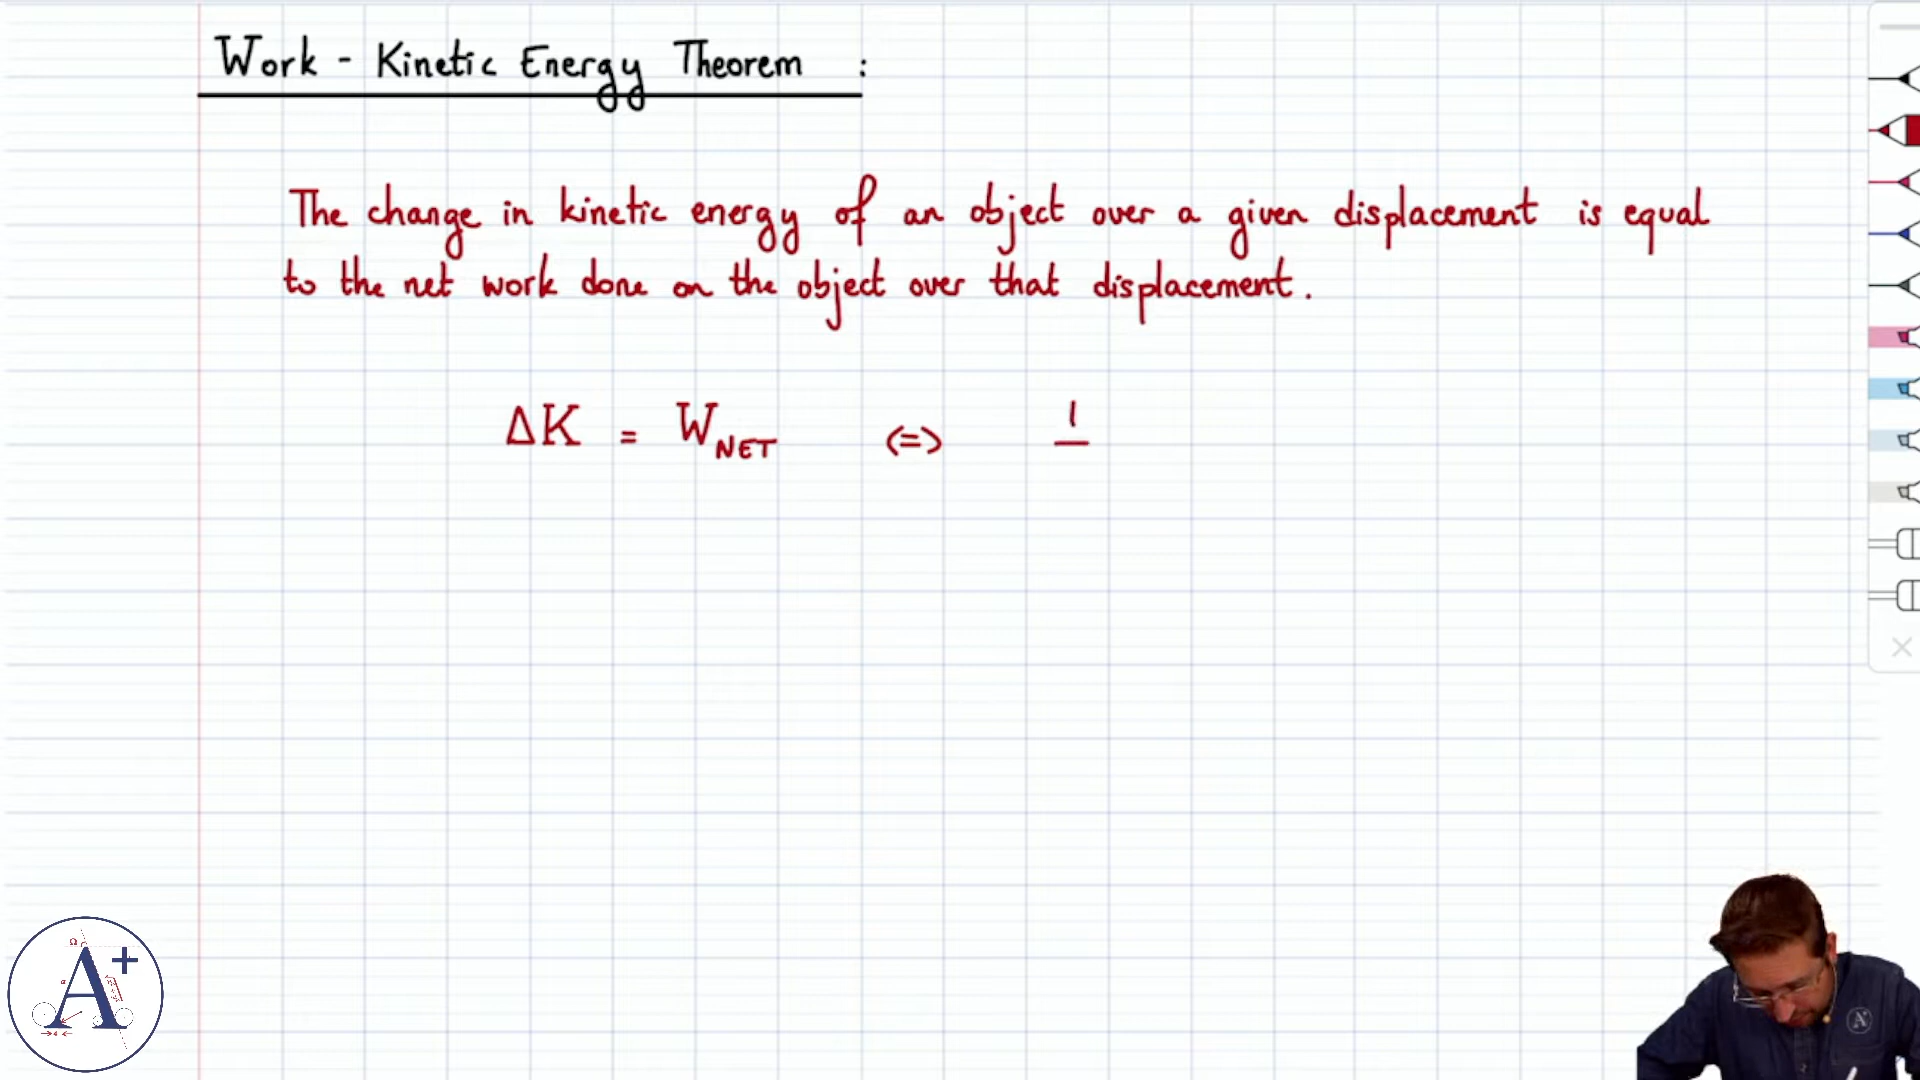 Work - Kinetic Energy Theorem :
The change in kinetic energy of an object over a given displacement is equal
to the net work done on the object over that displacement.
ΔK = W_NET <=> 1
A+